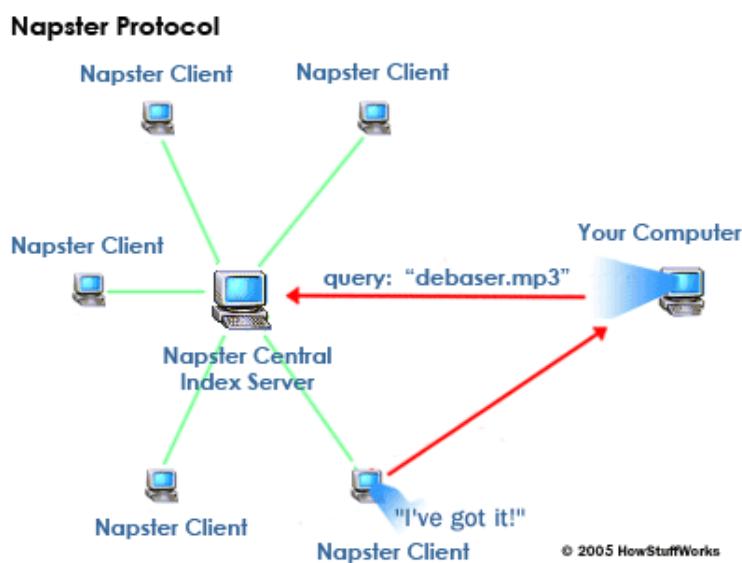 Napster Protocol
Napster Client
Napster Client
Napster Client
Your Computer
query: “debaser.mp3”
Napster Central
Index Server
Napster Client
"I've got it!"
Napster Client
© 2005 HowStuffWorks